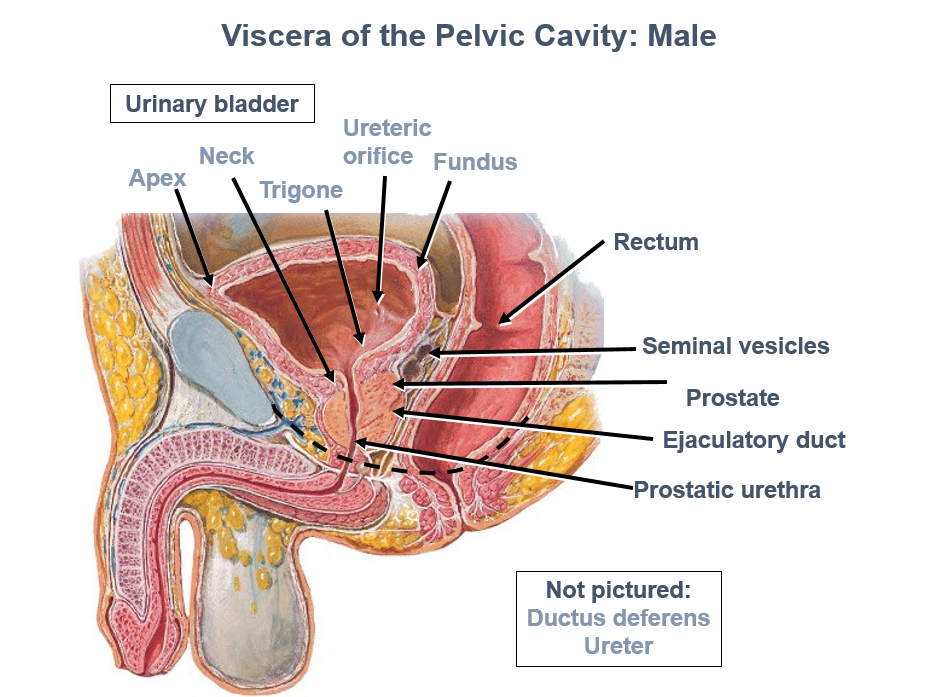 Viscera of the Pelvic Cavity: Male
Urinary bladder
Ureteric
orifice
Neck
Fundus
Apex
Trigone
Rectum
Seminal vesicles
Prostate
Ejaculatory duct
Prostatic urethra
Not pictured:
Ductus deferens
Ureter